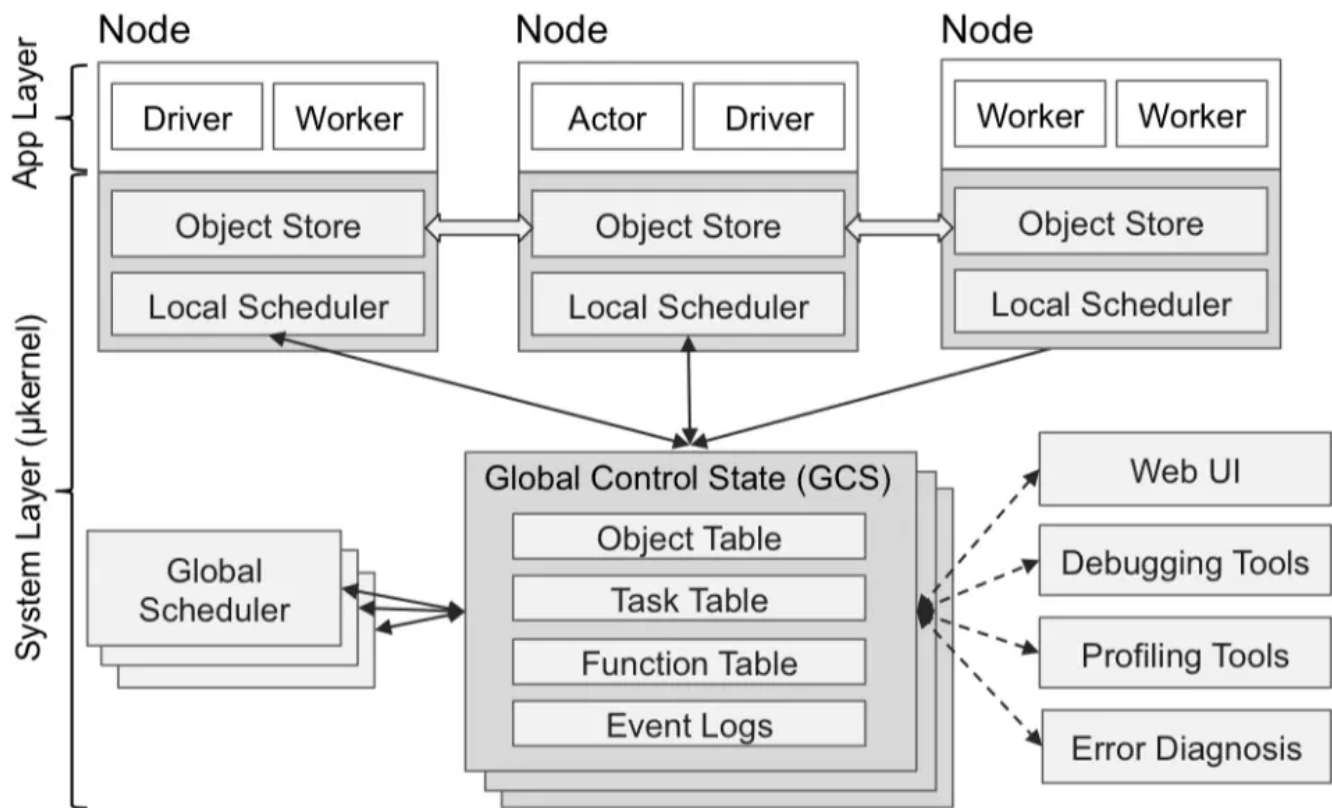 Node
Node
Node
App Layer
Driver
Worker
Actor
Driver
Worker
Worker
Object Store
Object Store
Object Store
Local Scheduler
Local Scheduler
Local Scheduler
System Layer (μkernel)
Global Control State (GCS)
Object Table
Task Table
Function Table
Event Logs
Global
Scheduler
Web UI
Debugging Tools
Profiling Tools
Error Diagnosis